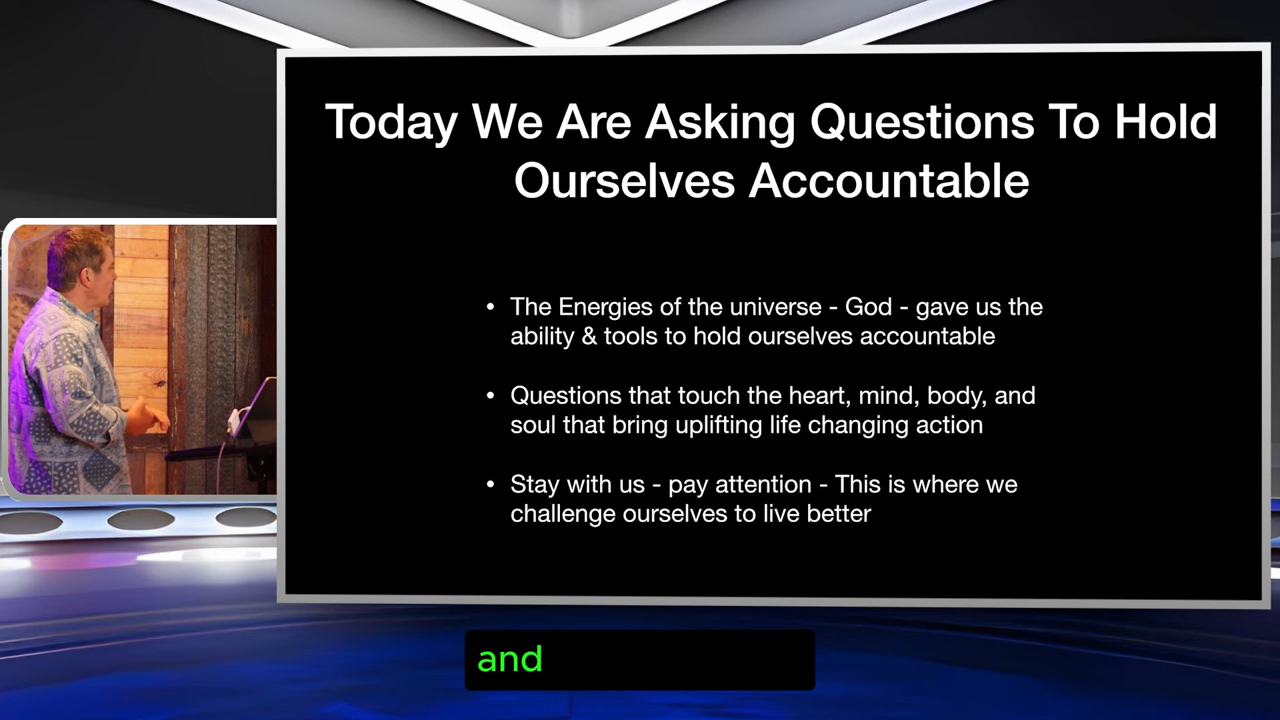 Today We Are Asking Questions To Hold
Ourselves Accountable
• The Energies of the universe - God - gave us the
ability & tools to hold ourselves accountable
• Questions that touch the heart, mind, body, and
soul that bring uplifting life changing action
• Stay with us - pay attention - This is where we
challenge ourselves to live better
and